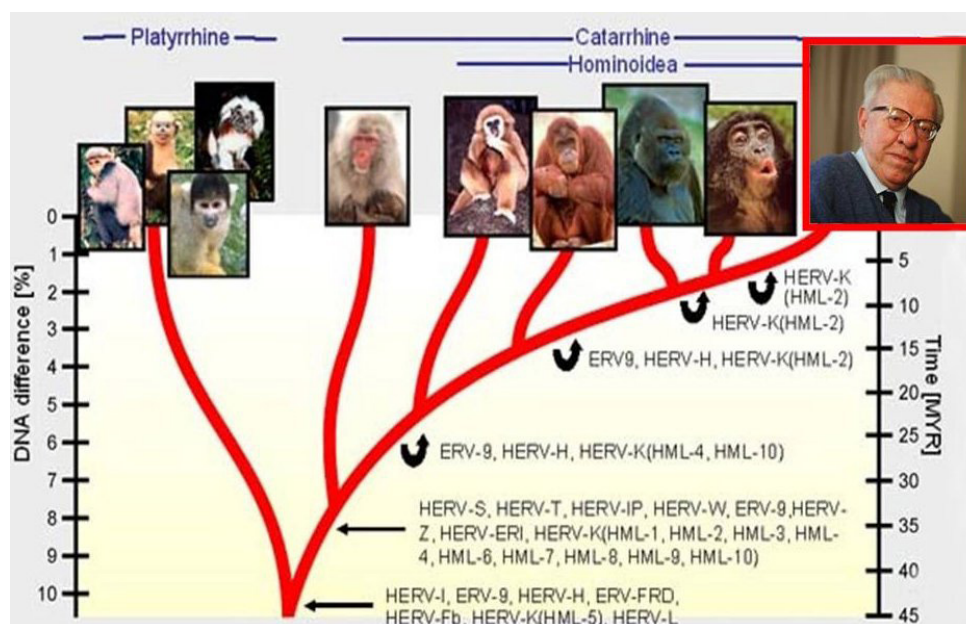 Platyrrhine
Catarrhine
Hominoidea
DNA difference [%]
0
1
2
3
4
5
6
7
8
9
10
Time [MYR]
5
10
15
20
25
30
35
40
45
HERV-K
(HML-2)
HERV-K(HML-2)
ERV9, HERV-H, HERV-K(HML-2)
ERV-9, HERV-H, HERV-K(HML-4, HML-10)
HERV-S, HERV-T, HERV-IP, HERV-W, ERV-9,HERV-
Z, HERV-ERI, HERV-K(HML-1, HML-2, HML-3, HML-
4, HML-6, HML-7, HML-8, HML-9, HML-10)
HERV-I, ERV-9, HERV-H, ERV-FRD,
HERV-Fb, HERV-K(HML-5), HERV-L